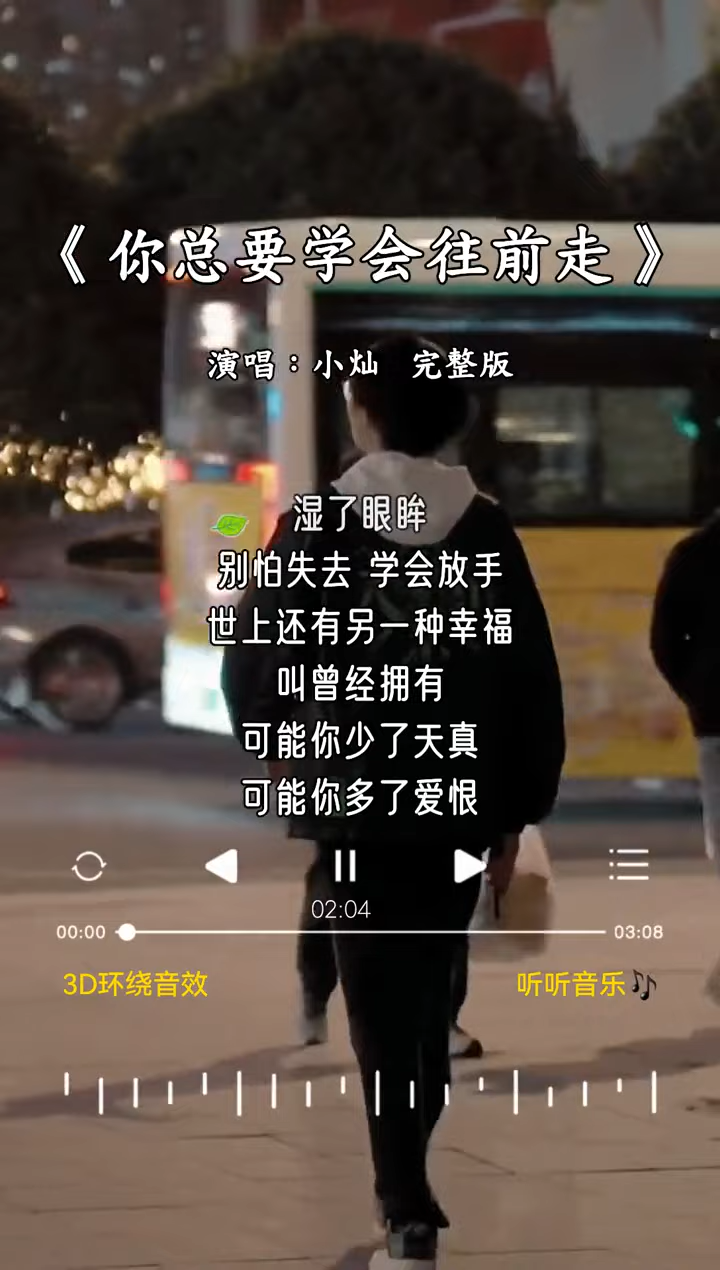 《你总要学会往前走》
演唱：小灿 完整版
湿了眼眸
别怕失去 学会放手
世上还有另一种幸福
叫曾经拥有
可能你少了天真
可能你多了爱恨
02:04
00:00 03:08
3D环绕音效 听听音乐🎶